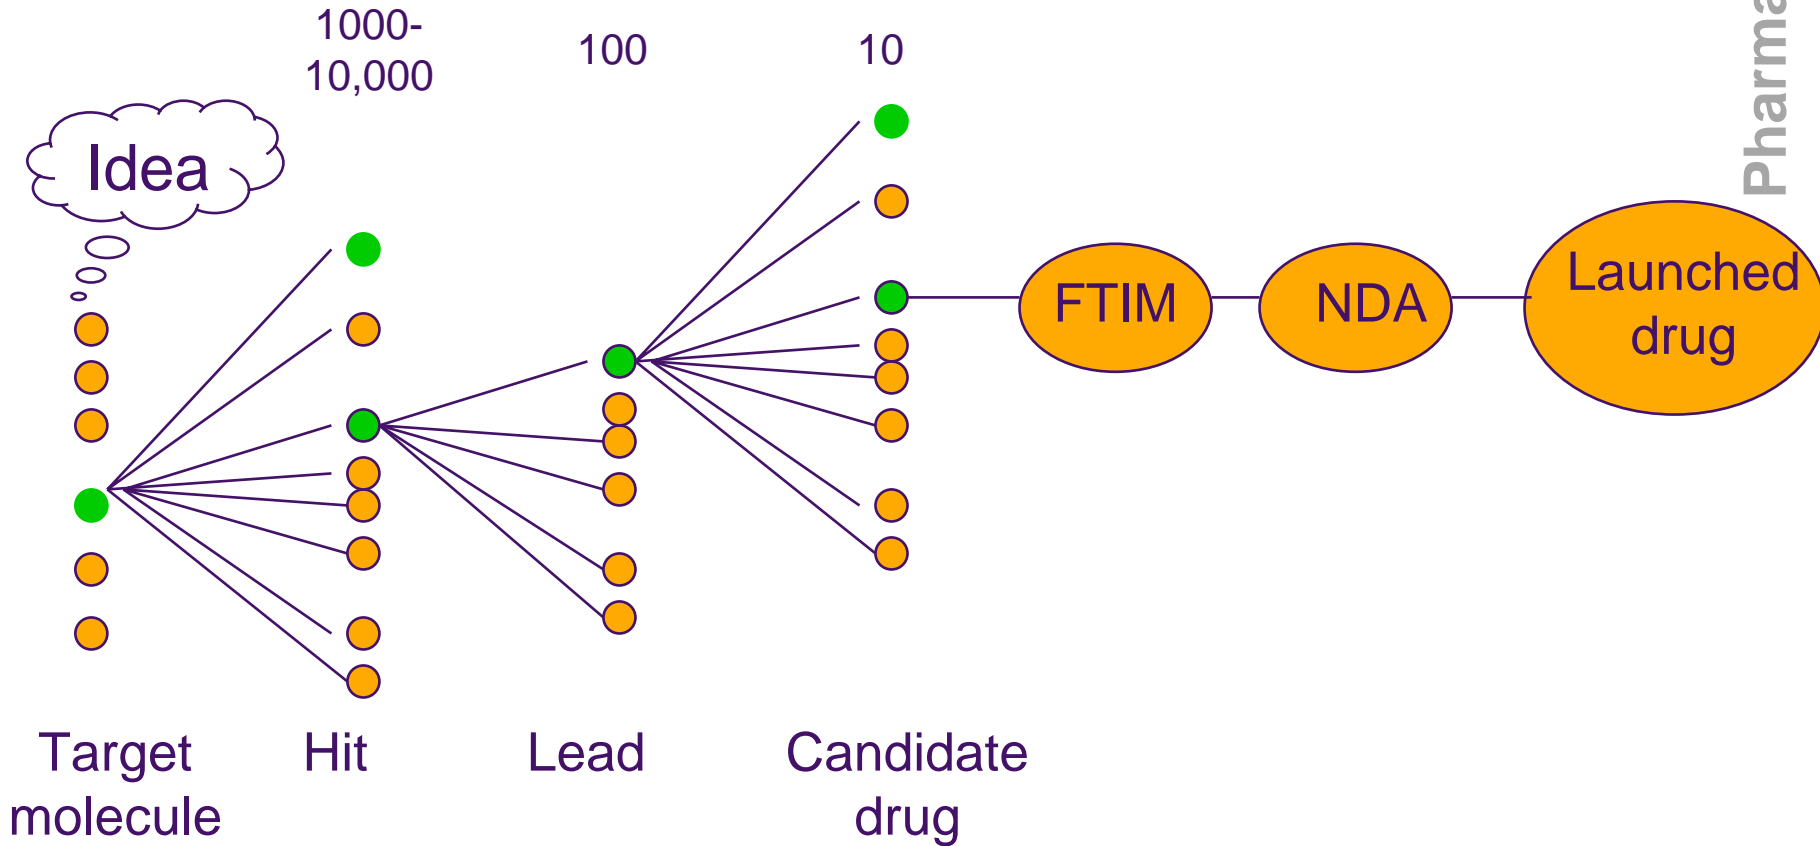 1000-
10,000
100
10
Idea
FTIM
NDA
Launched
drug
Target
molecule
Hit
Lead
Candidate
drug